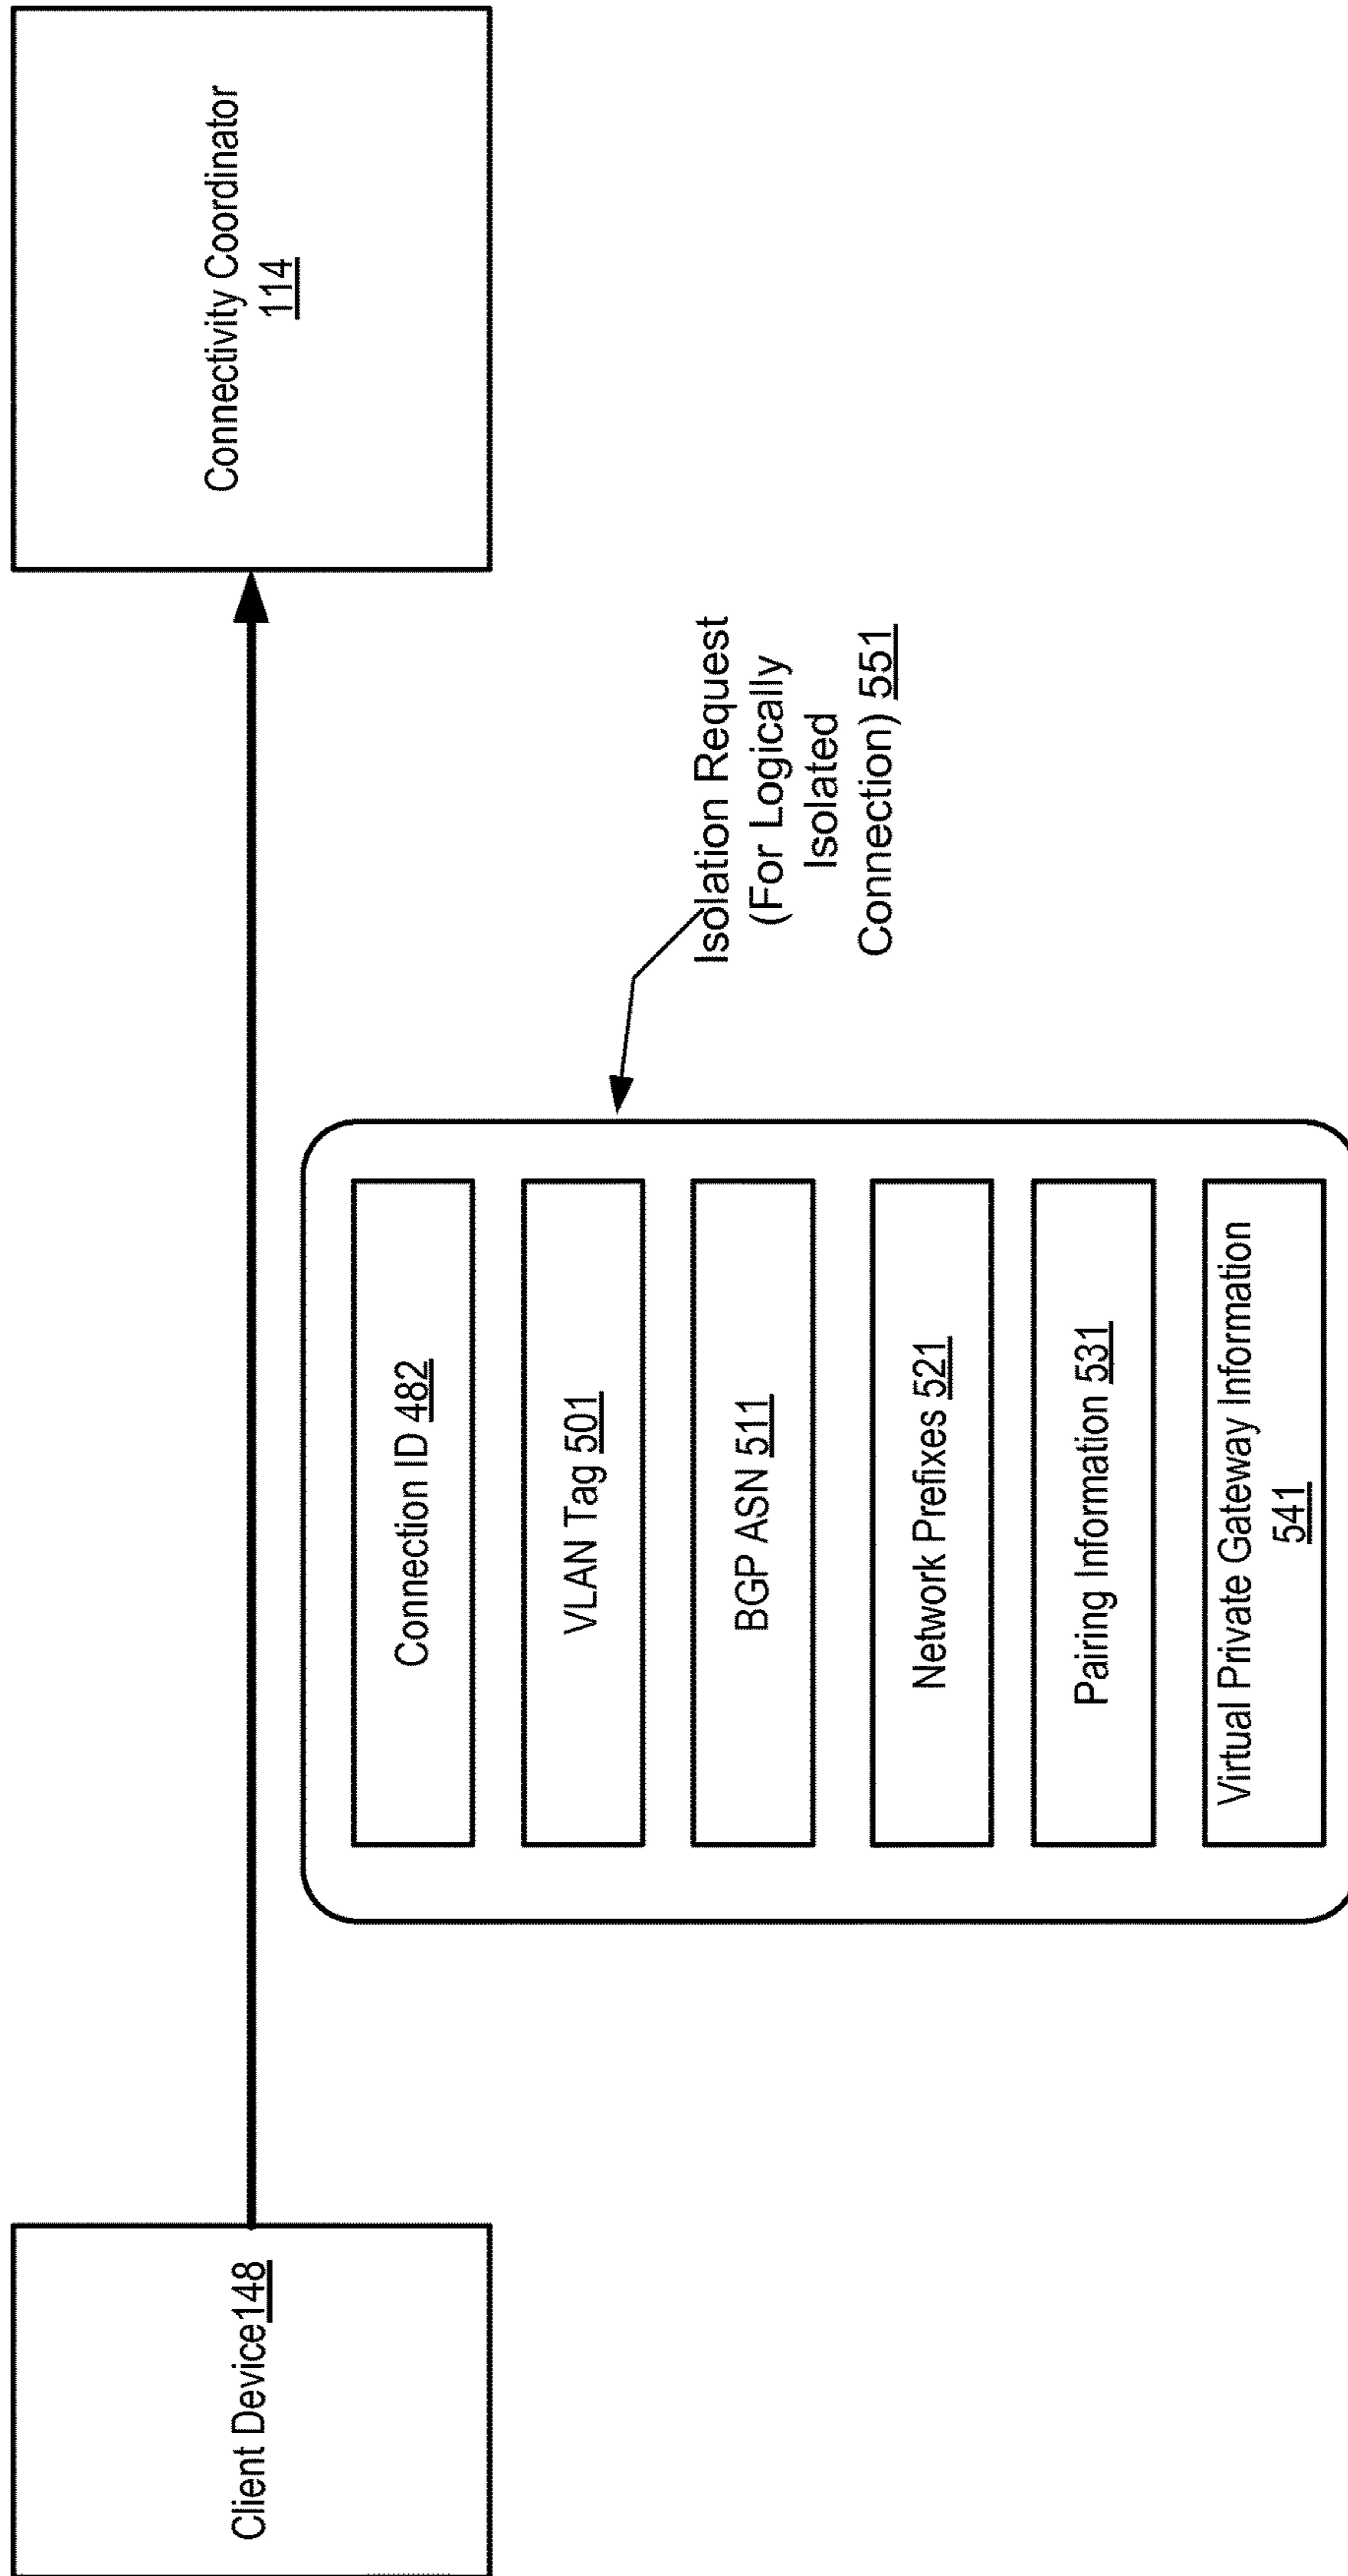 Client Device148
Connectivity Coordinator
114
Connection ID 482
VLAN Tag 501
BGP ASN 511
Network Prefixes 521
Pairing Information 531
Virtual Private Gateway Information
541
Isolation Request
(For Logically
Isolated
Connection) 551